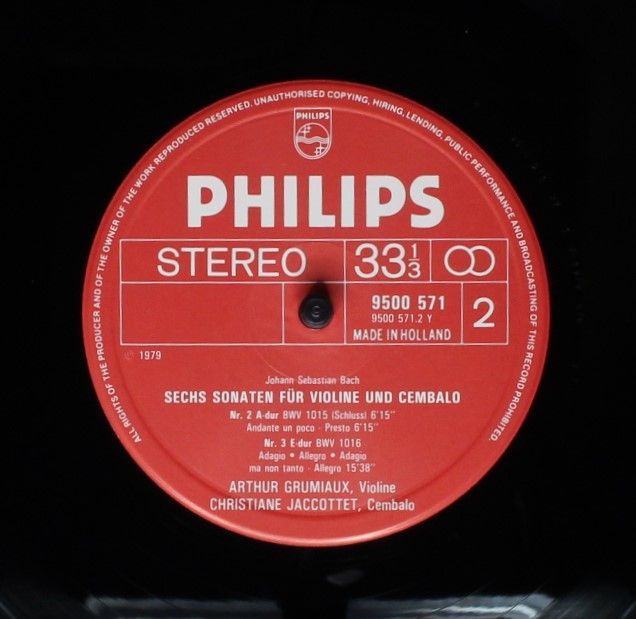 ALL RIGHTS OF THE PRODUCER AND OF THE OWNER OF THE WORK REPRODUCED RESERVED. UNAUTHORISED COPYING, HIRING, LENDING, PUBLIC PERFORMANCE AND BROADCASTING OF THIS RECORD PROHIBITED.
PHILIPS
PHILIPS
STEREO 33 1/3
9500 571
9500 571.2 Y
MADE IN HOLLAND
2
℗ 1979
Johann Sebastian Bach
SECHS SONATEN FÜR VIOLINE UND CEMBALO
Nr. 2 A-dur BWV 1015 (Schluss) 6'15"
Andante un poco · Presto 6'15"
Nr. 3 E-dur BWV 1016
Adagio • Allegro • Adagio
ma non tanto · Allegro 15'38"
ARTHUR GRUMIAUX, Violine
CHRISTIANE JACCOTTET, Cembalo